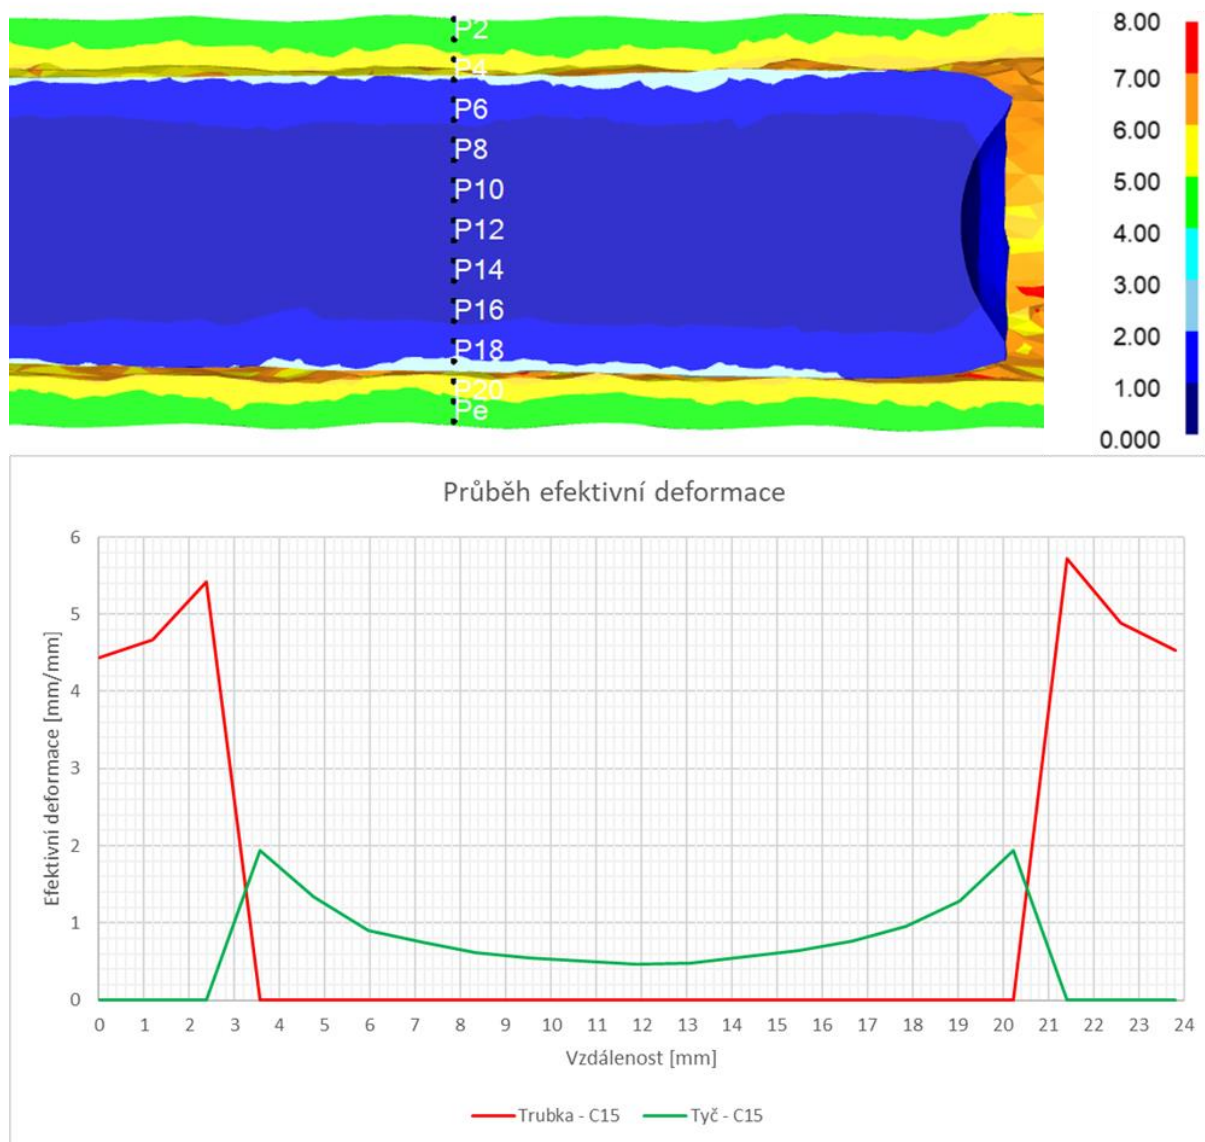 P2
P4
P6
P8
P10
P12
P14
P16
P18
P20
Pe
8.00
7.00
6.00
5.00
4.00
3.00
2.00
1.00
0.000
Průběh efektivní deformace
Efektivní deformace [mm/mm]
6
5
4
3
2
1
0
0 1 2 3 4 5 6 7 8 9 10 11 12 13 14 15 16 17 18 19 20 21 22 23 24
Vzdálenost [mm]
Trubka - C15 Tyč - C15